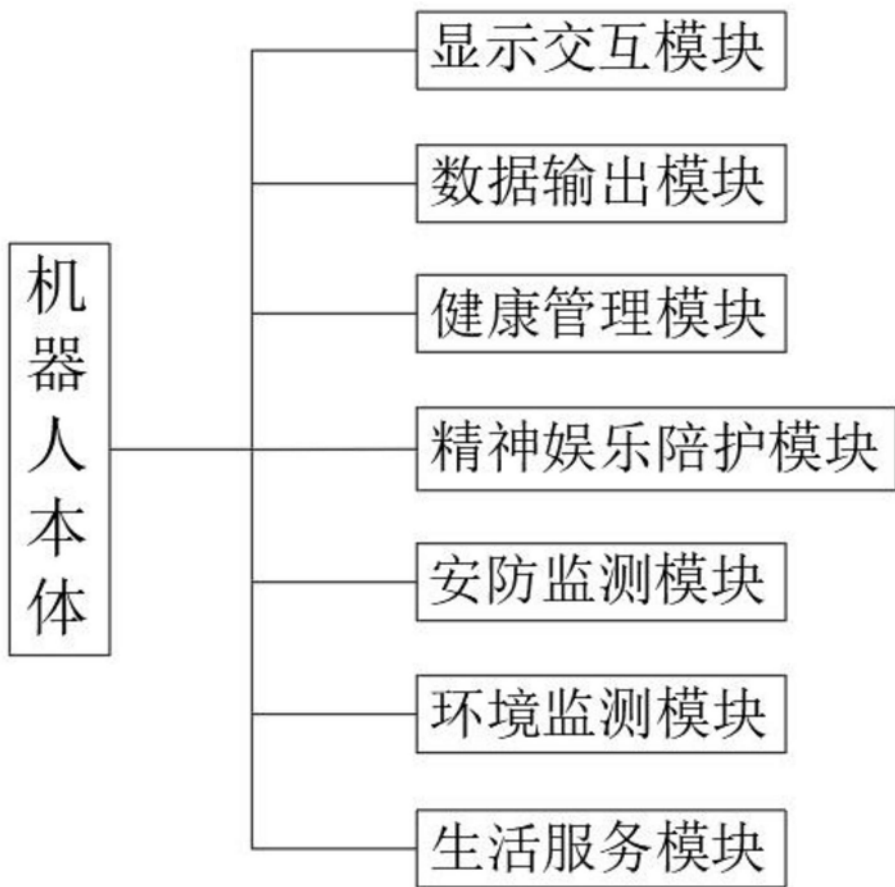 机器人本体
显示交互模块
数据输出模块
健康管理模块
精神娱乐陪护模块
安防监测模块
环境监测模块
生活服务模块